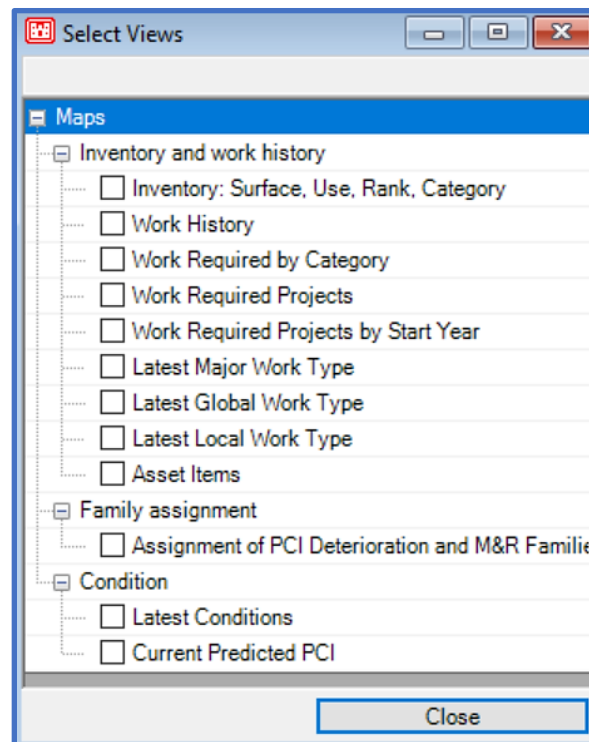 Select Views
Maps
Inventory and work history
Inventory: Surface, Use, Rank, Category
Work History
Work Required by Category
Work Required Projects
Work Required Projects by Start Year
Latest Major Work Type
Latest Global Work Type
Latest Local Work Type
Asset Items
Family assignment
Assignment of PCI Deterioration and M&R Familie
Condition
Latest Conditions
Current Predicted PCI
Close